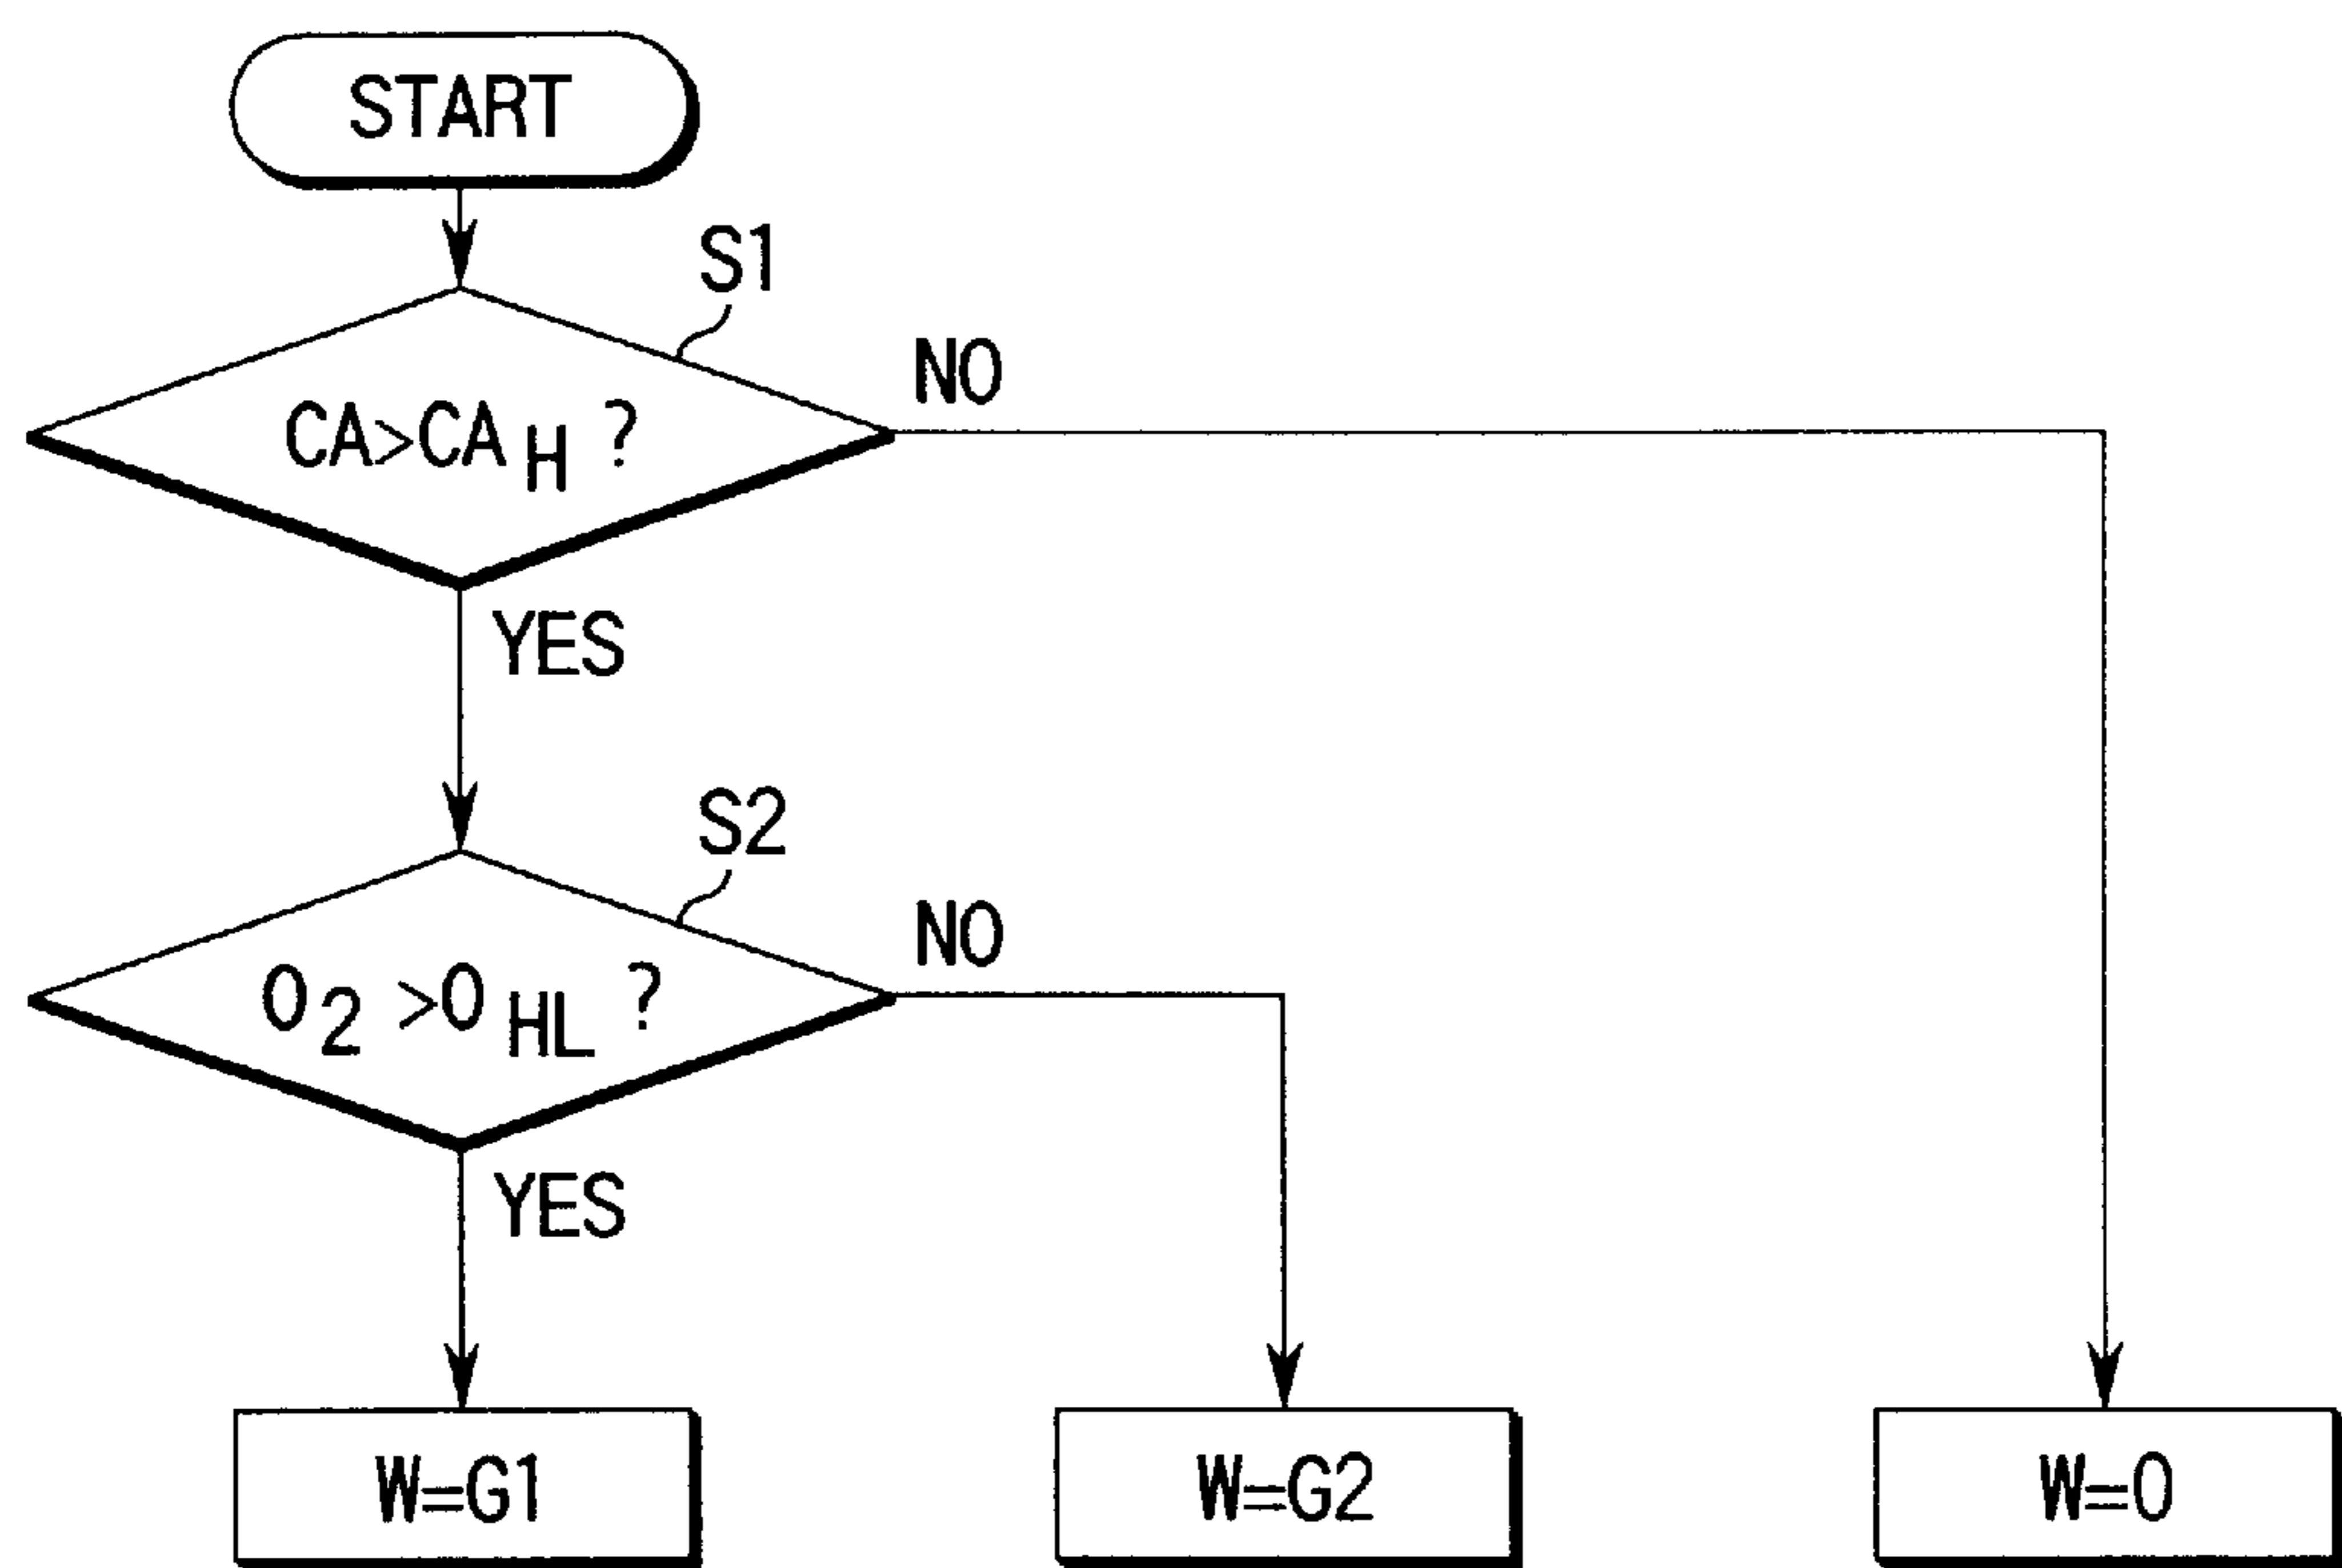 START
S1
NO
CA>CA H ?
YES
S2
NO
O 2 >O HL ?
YES
W=G1
W=G2
W=0